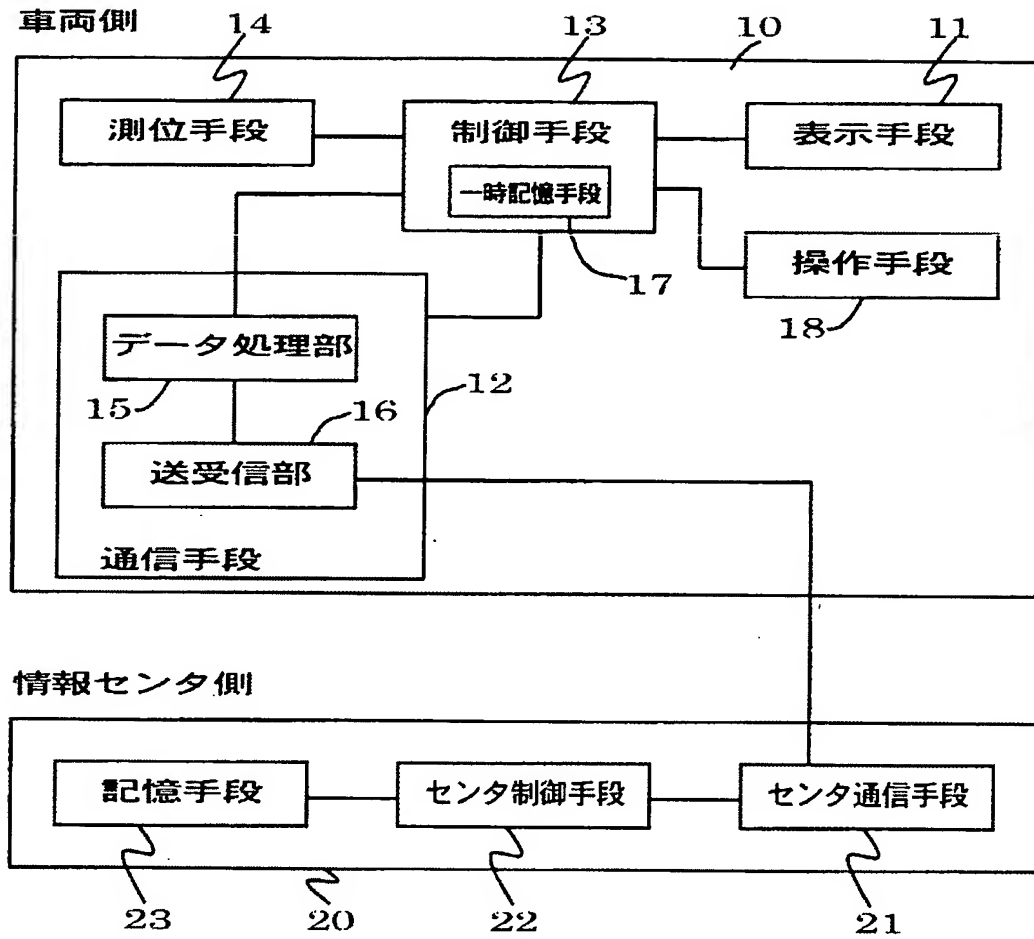 車両側
14
13
10
11
測位手段
制御手段
表示手段
一時記憶手段
17
操作手段
18
データ処理部
15
12
16
送受信部
通信手段
情報センタ側
記憶手段
センタ制御手段
センタ通信手段
23
20
22
21